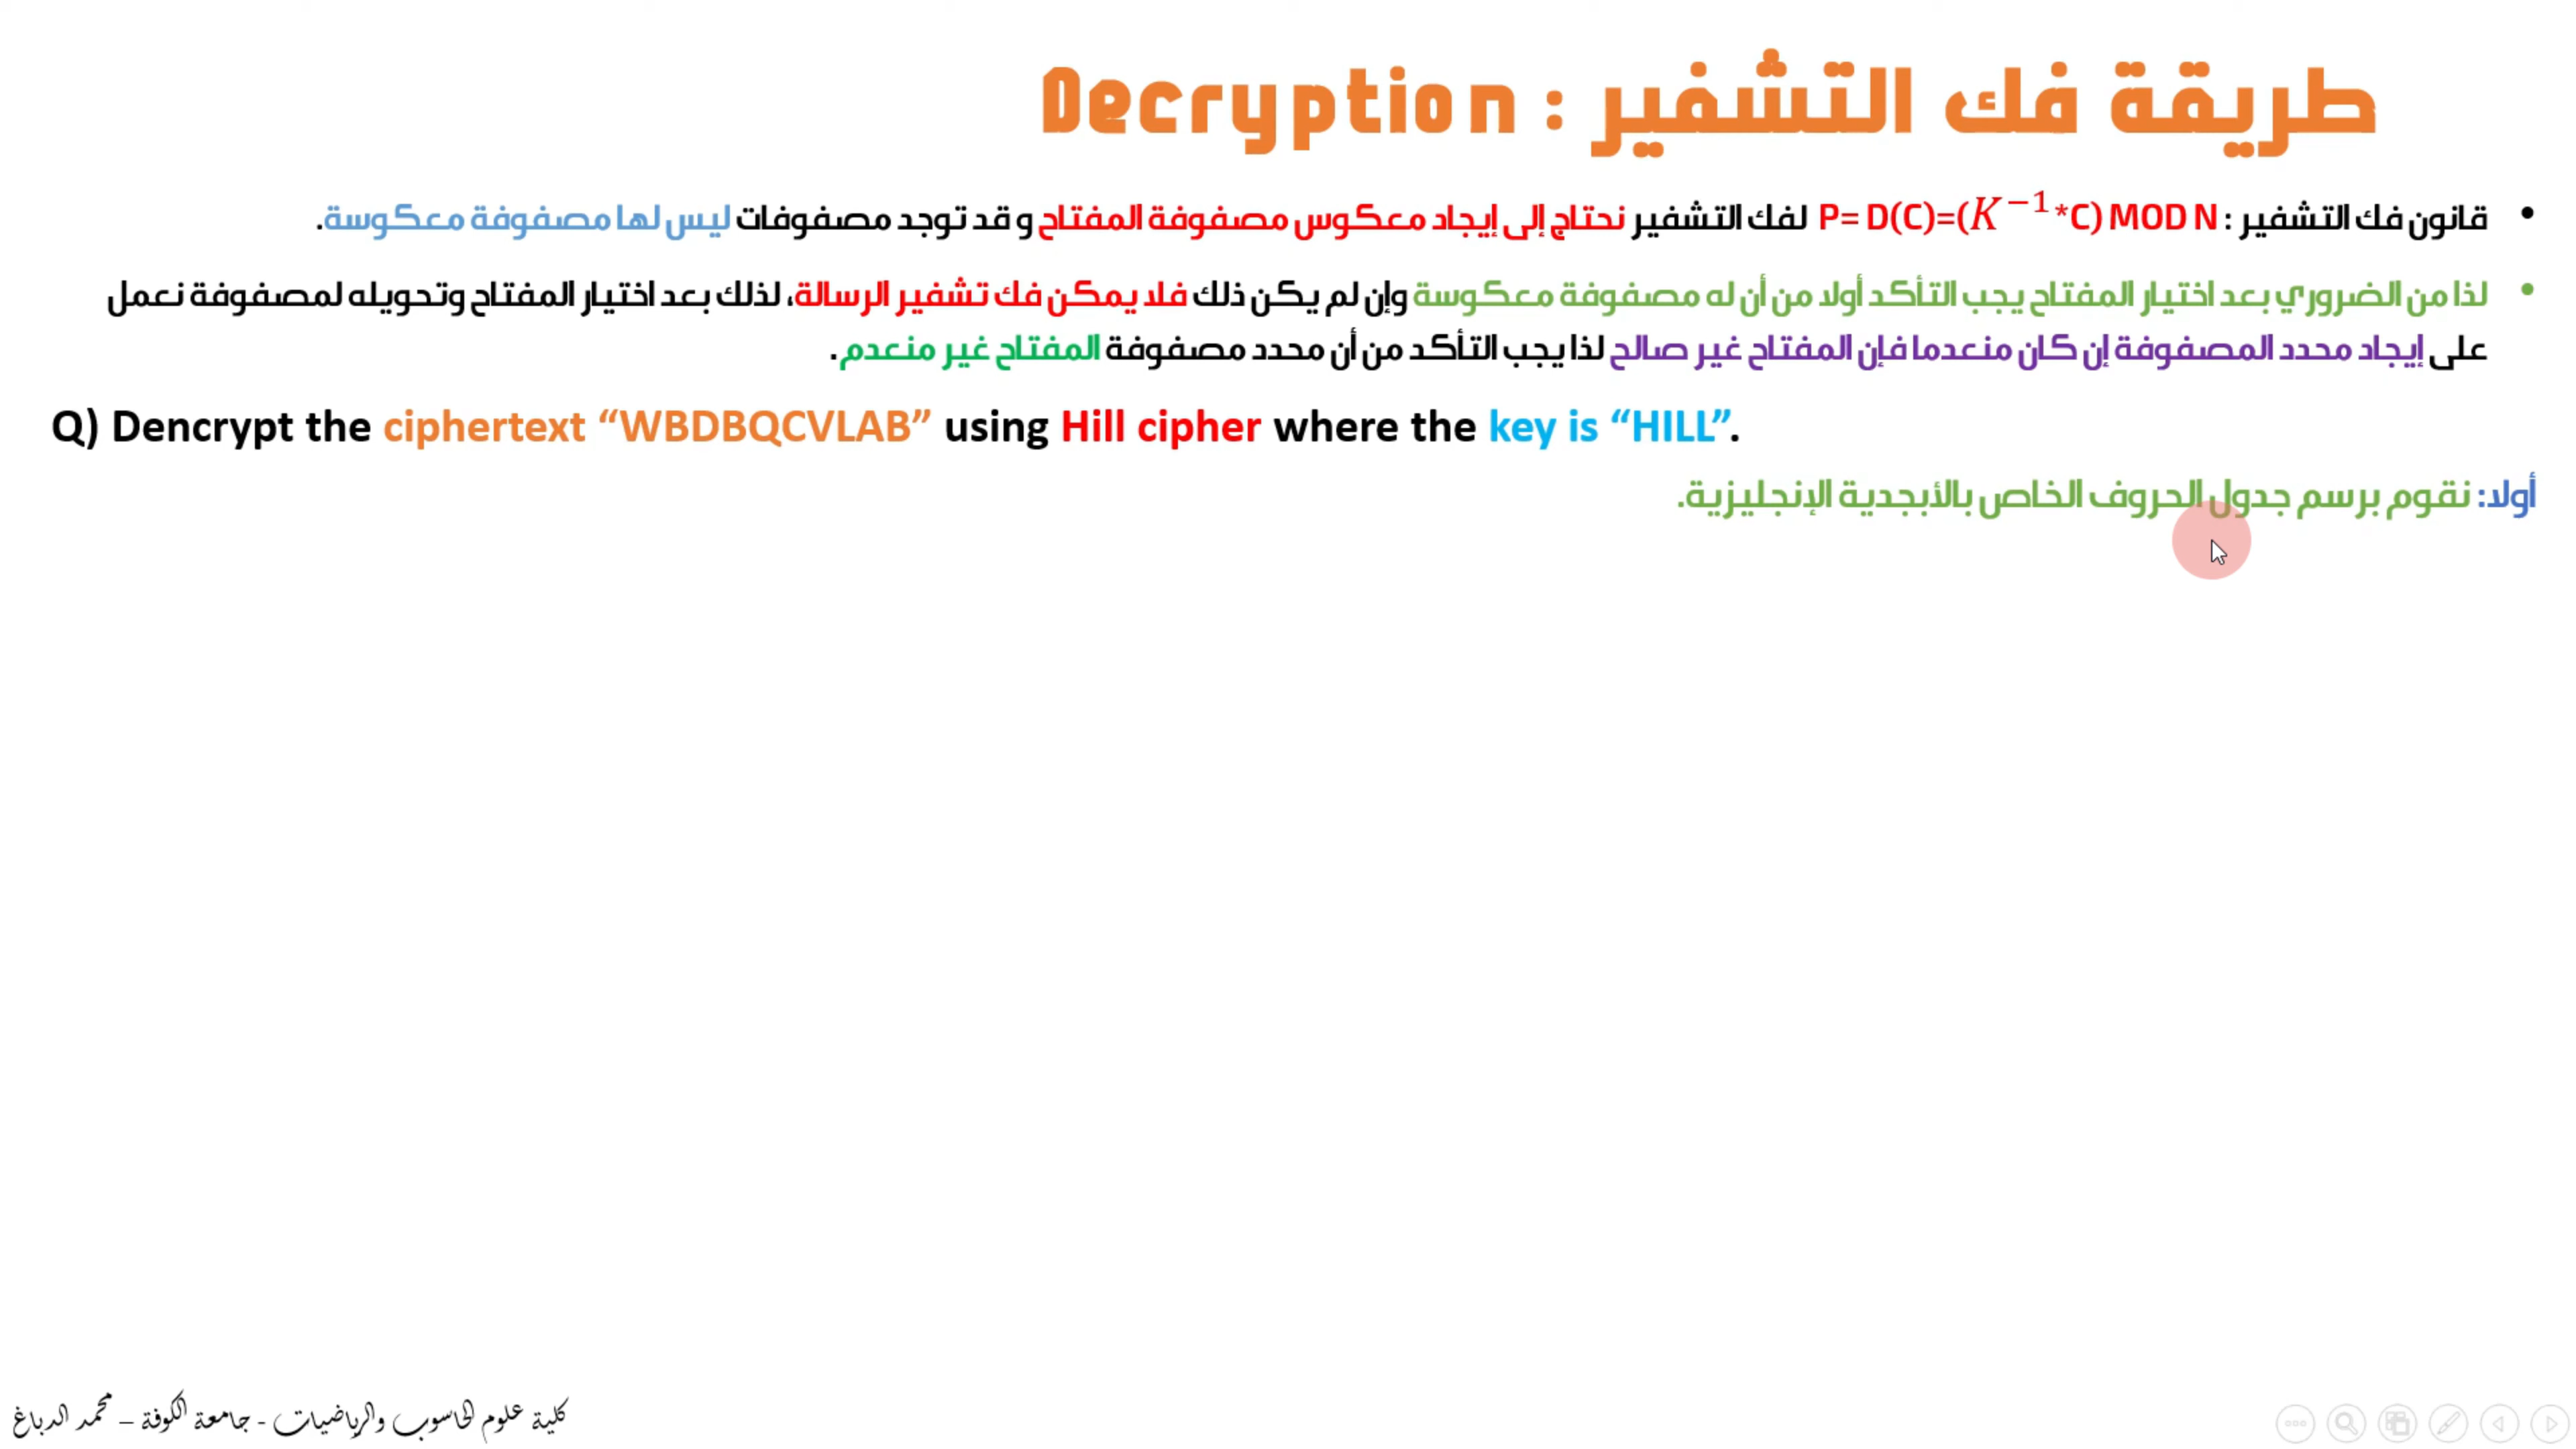 طريقة فك التشفير : Decryption
• قانون فك التشفير : P= D(C)=(K⁻¹*C) MOD N لفك التشفير نحتاج إلى إيجاد معكوس مصفوفة المفتاح و قد توجد مصفوفات ليس لها مصفوفة معكوسة.
• لذا من الضروري بعد اختيار المفتاح يجب التأكد أولا من أن له مصفوفة معكوسة وإن لم يكن ذلك فلا يمكن فك تشفير الرسالة، لذلك بعد اختيار المفتاح وتحويله لمصفوفة نعمل
على إيجاد محدد المصفوفة إن كان منعدما فإن المفتاح غير صالح لذا يجب التأكد من أن محدد مصفوفة المفتاح غير منعدم.
Q) Dencrypt the ciphertext “WBDBQCVLAB” using Hill cipher where the key is “HILL”.
أولا: نقوم برسم جدول الحروف الخاص بالأبجدية الإنجليزية.
كلية علوم الحاسوب والرياضيات - جامعة الكوفة – محمد الدباغ